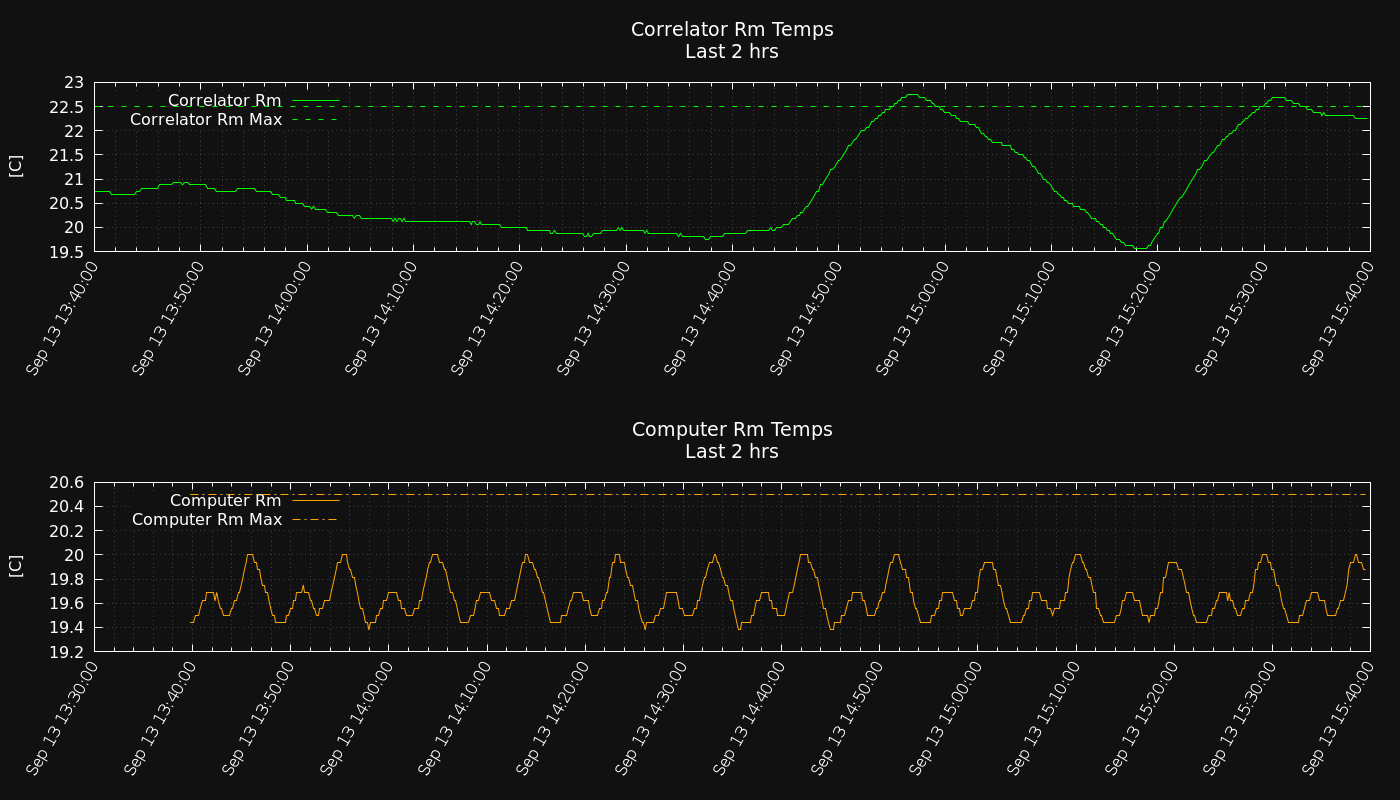 Correlator Rm Temps
Last 2 hrs
[C]
23
22.5
22
21.5
21
20.5
20
19.5
Correlator Rm
Correlator Rm Max
Sep 13 13:40:00
Sep 13 13:50:00
Sep 13 14:00:00
Sep 13 14:10:00
Sep 13 14:20:00
Sep 13 14:30:00
Sep 13 14:40:00
Sep 13 14:50:00
Sep 13 15:00:00
Sep 13 15:10:00
Sep 13 15:20:00
Sep 13 15:30:00
Sep 13 15:40:00
Computer Rm Temps
Last 2 hrs
[C]
20.6
20.4
20.2
20
19.8
19.6
19.4
19.2
Computer Rm
Computer Rm Max
Sep 13 13:30:00
Sep 13 13:40:00
Sep 13 13:50:00
Sep 13 14:00:00
Sep 13 14:10:00
Sep 13 14:20:00
Sep 13 14:30:00
Sep 13 14:40:00
Sep 13 14:50:00
Sep 13 15:00:00
Sep 13 15:10:00
Sep 13 15:20:00
Sep 13 15:30:00
Sep 13 15:40:00